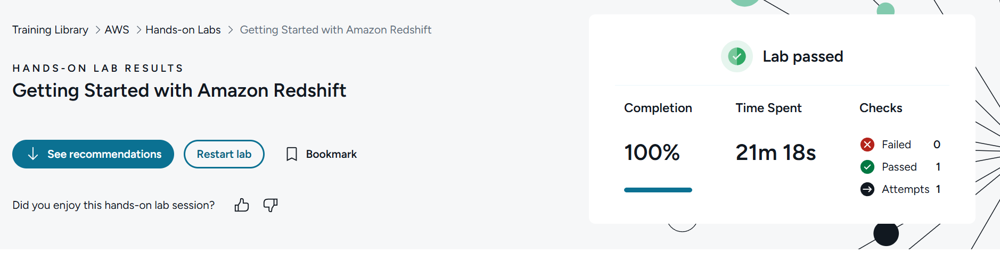 Training Library > AWS > Hands-on Labs > Getting Started with Amazon Redshift
HANDS-ON LAB RESULTS
Getting Started with Amazon Redshift
See recommendations
Restart lab
Bookmark
Did you enjoy this hands-on lab session?
Lab passed
Completion
100%
Time Spent
21m 18s
Checks
Failed 0
Passed 1
Attempts 1